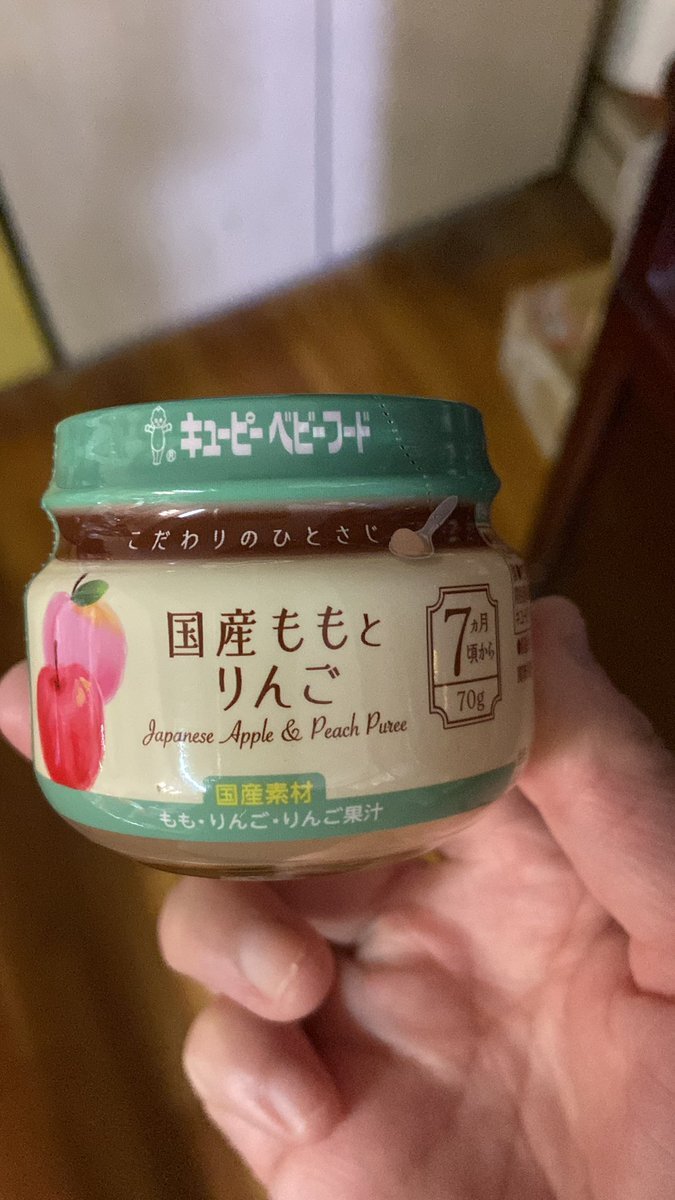 ® キューピー ベビーフード
こだわりのひとさじ
国産ももと
りんご
Japanese Apple & Peach Puree
7ヵ月
頃から
70g
国産素材
もも・りんご・りんご果汁